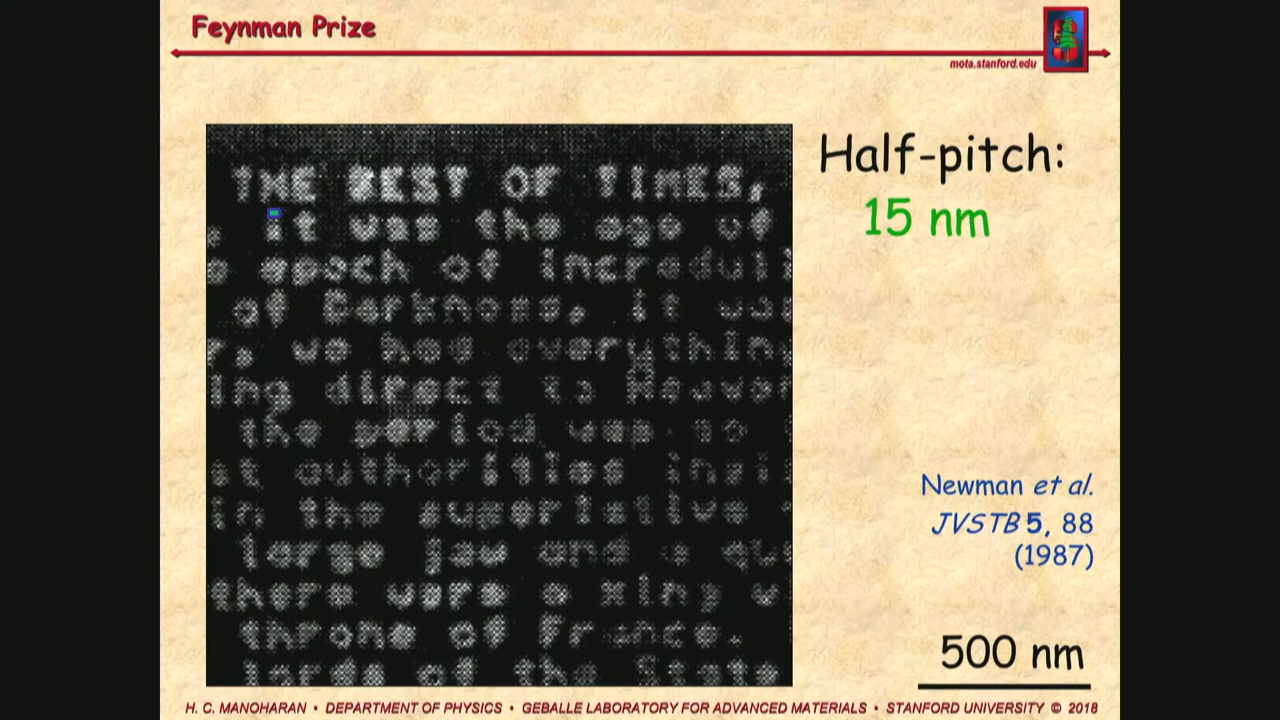 Feynman Prize
mota.stanford.edu
THE BEST OF TIMES,
, it was the age of
epoch of increduli
of Darkness, it was
r, we had everything
ing direct to Heaven
the period was so
st authorities insi
in the superlative
large jaw and a qu
there were a king
throne of France.
lords of the State
Half-pitch:
15 nm
Newman et al.
JVSTB 5, 88
(1987)
500 nm
H. C. MANOHARAN • DEPARTMENT OF PHYSICS • GEBALLE LABORATORY FOR ADVANCED MATERIALS • STANFORD UNIVERSITY © 2018